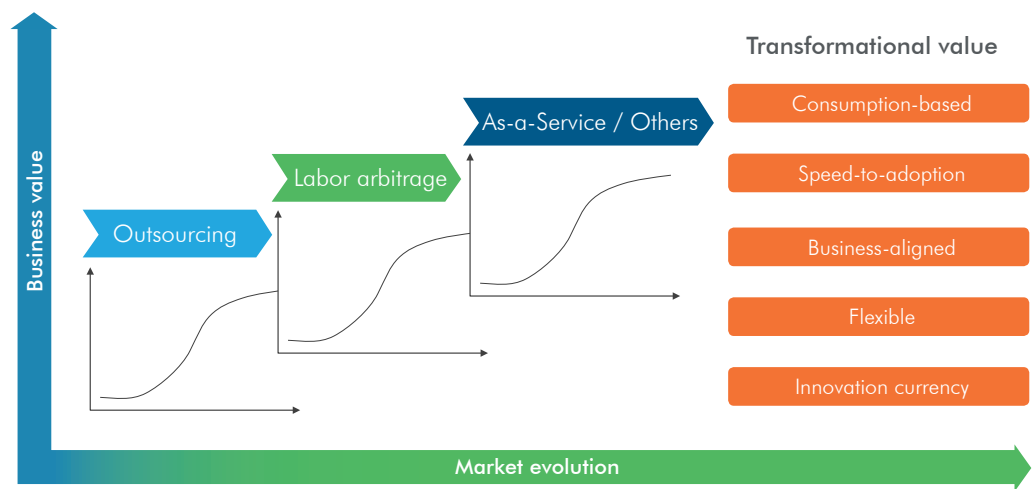 Transformational value
Consumption-based
As-a-Service / Others
Speed-to-adoption
Labor arbitrage
Business value
Outsourcing
Business-aligned
Flexible
Innovation currency
Market evolution